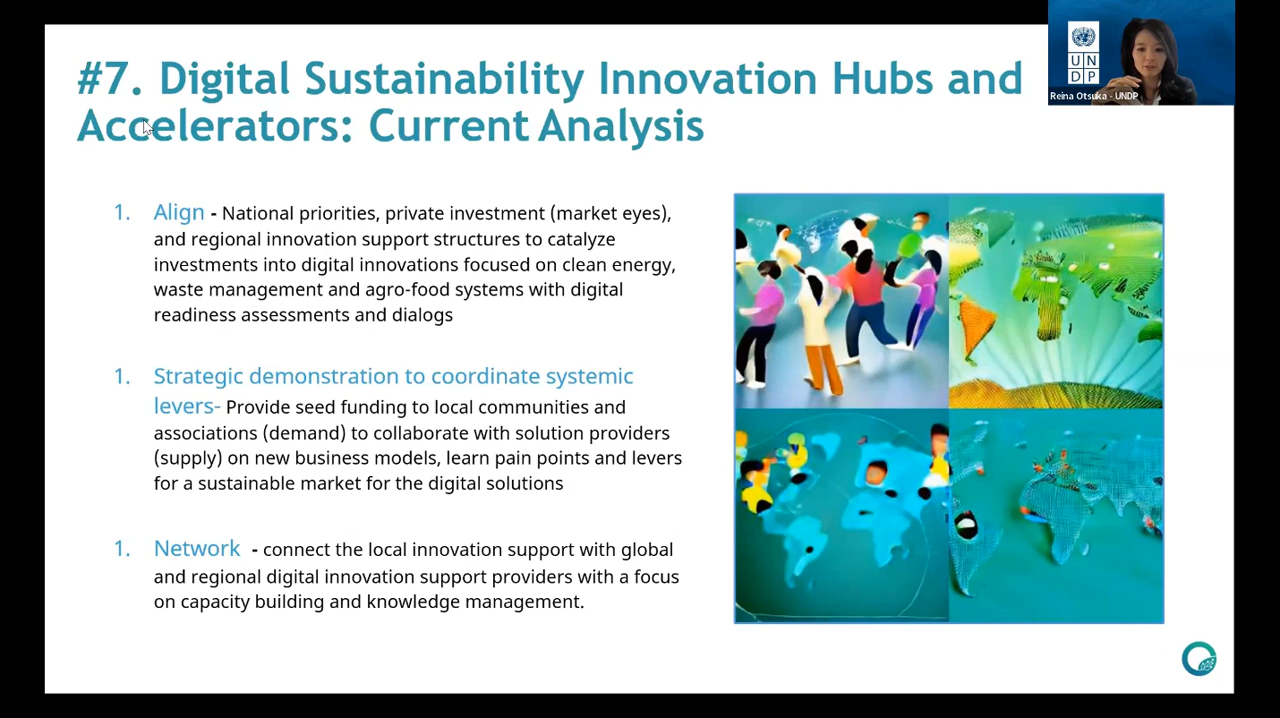 #7. Digital Sustainability Innovation Hubs and
Accelerators: Current Analysis
UN
DP
Reina Otsuka - UNDP
1. Align - National priorities, private investment (market eyes),
and regional innovation support structures to catalyze
investments into digital innovations focused on clean energy,
waste management and agro-food systems with digital
readiness assessments and dialogs
1. Strategic demonstration to coordinate systemic
levers- Provide seed funding to local communities and
associations (demand) to collaborate with solution providers
(supply) on new business models, learn pain points and levers
for a sustainable market for the digital solutions
1. Network - connect the local innovation support with global
and regional digital innovation support providers with a focus
on capacity building and knowledge management.